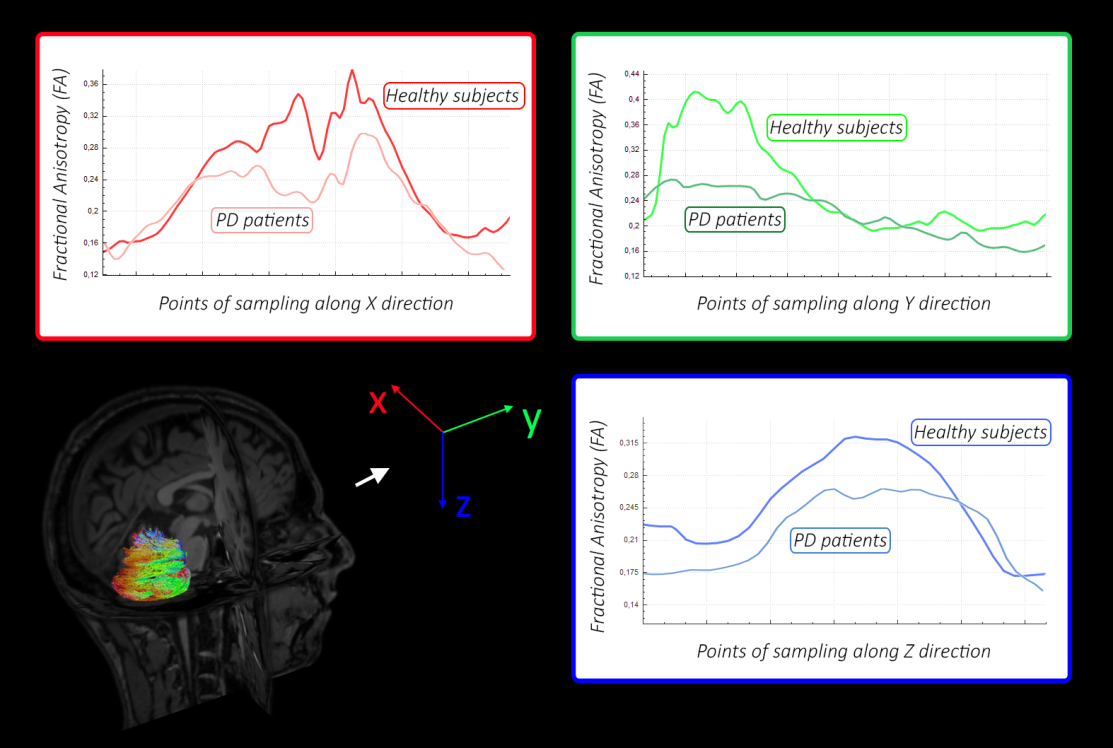 Fractional Anisotropy (FA)
0,36
0,32
0,28
0,24
0,2
0,16
0,12
Healthy subjects
PD patients
Points of sampling along X direction
Fractional Anisotropy (FA)
0,44
0,4
0,36
0,32
0,28
0,24
0,2
0,16
0,12
Healthy subjects
PD patients
Points of sampling along Y direction
x
y
z
Fractional Anisotropy (FA)
0,315
0,28
0,245
0,21
0,175
0,14
Healthy subjects
PD patients
Points of sampling along Z direction